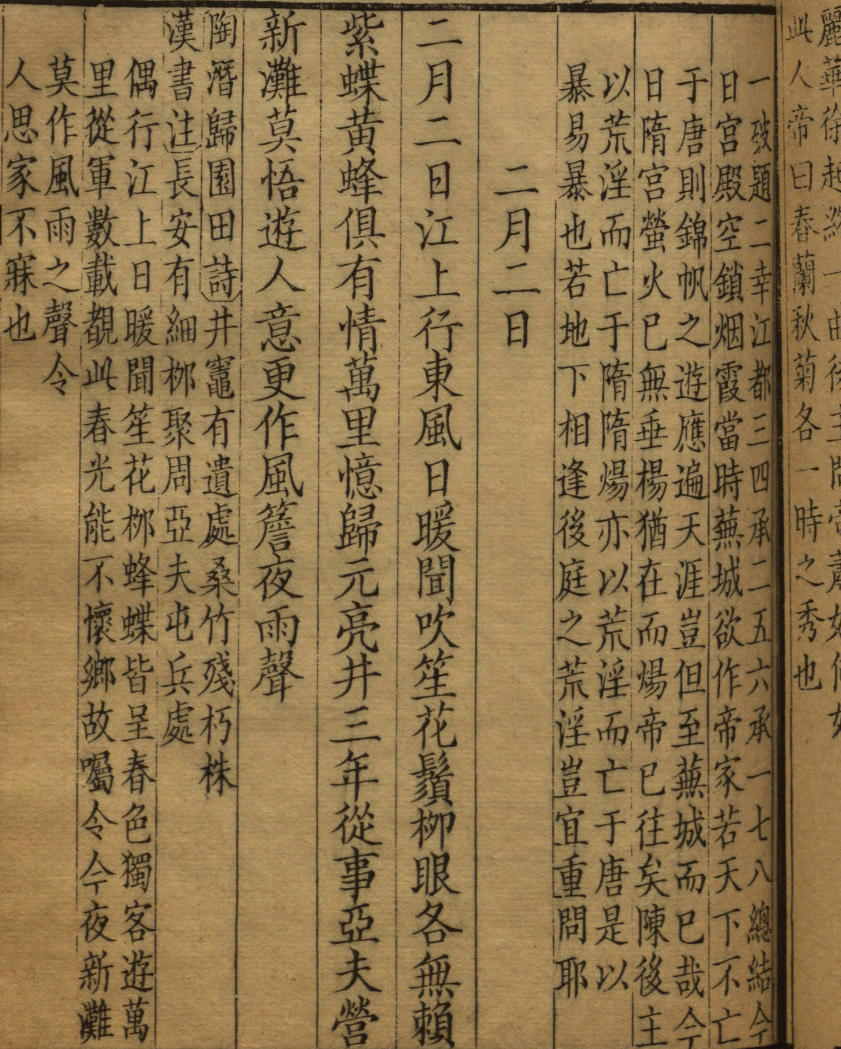 麗華徐起終一曲後主問帝蕭妃何如
此人帝曰春蘭秋菊各一時之秀也
一破題二幸江都三四承二五六承一七八總結今
日宮殿空鎖烟霞當時蕪城欲作帝家若天下不亡
于唐則錦帆之遊應遍天涯豈但至蕪城而已哉今
日隋宮螢火已無垂楊猶在而煬帝已往矣陳後主
以荒淫而亡于隋隋煬亦以荒淫而亡于唐是以
暴易暴也若地下相逢後庭之荒淫豈宜重問耶
二月二日
二月二日江上行東風日暖聞吹笙花鬚桺眼各無賴
紫蝶黃蜂俱有情萬里憶歸元亮井三年從事亞夫營
新灘莫悟遊人意更作風簷夜雨聲
陶潛歸園田詩井竈有遺處桑竹殘朽株
漢書注長安有細桺聚周亞夫屯兵處
偶行江上日暖聞笙花桺蜂蝶皆呈春色獨客遊萬
里從軍數載覩此春光能不懷鄉故囑令今夜新灘
莫作風雨之聲令
人思家不寐也